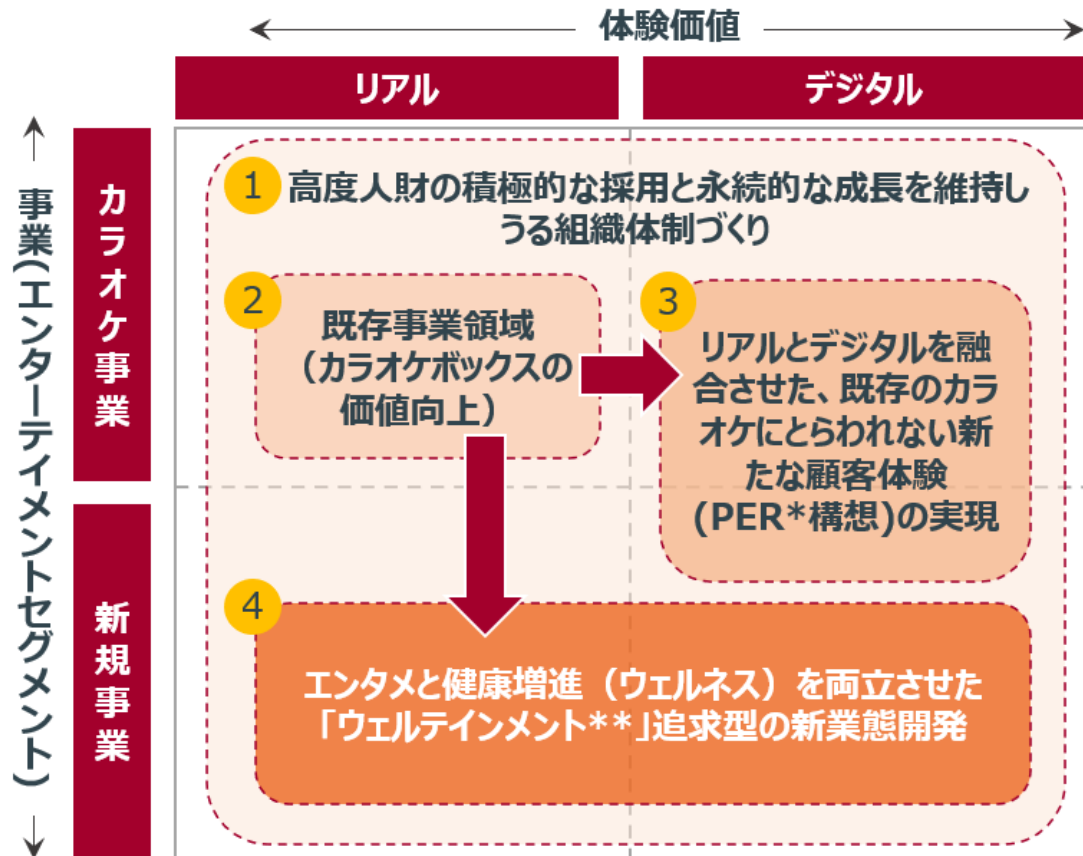 体験価値
リアル
デジタル
事業(エンターテイメントセグメント)
カラオケ事業
1
高度人財の積極的な採用と永続的な成長を維持し
うる組織体制づくり
2
既存事業領域
（カラオケボックスの
価値向上）
3
リアルとデジタルを融
合させた、既存のカラ
オケにとらわれない新
たな顧客体験
(PER*構想)の実現
新規事業
4
エンタメと健康増進（ウェルネス）を両立させた
「ウェルテインメント**」追求型の新業態開発